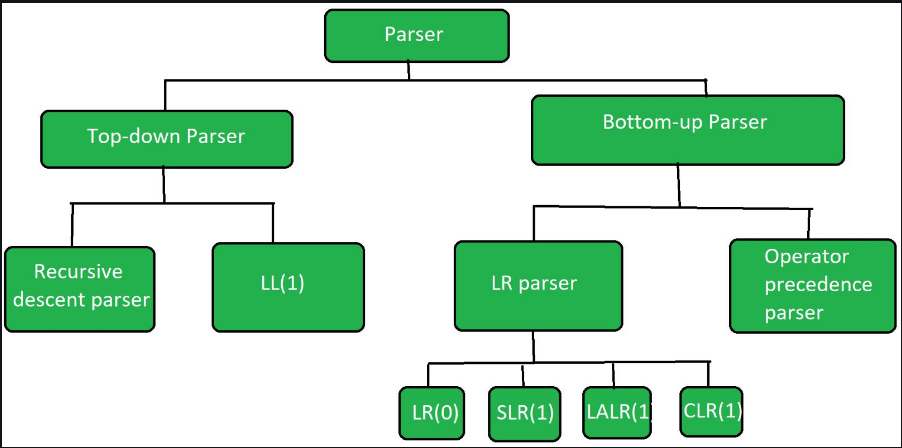 Parser
Top-down Parser
Bottom-up Parser
Recursive
descent parser
LL(1)
LR parser
Operator
precedence
parser
LR(0)
SLR(1)
LALR(1)
CLR(1)